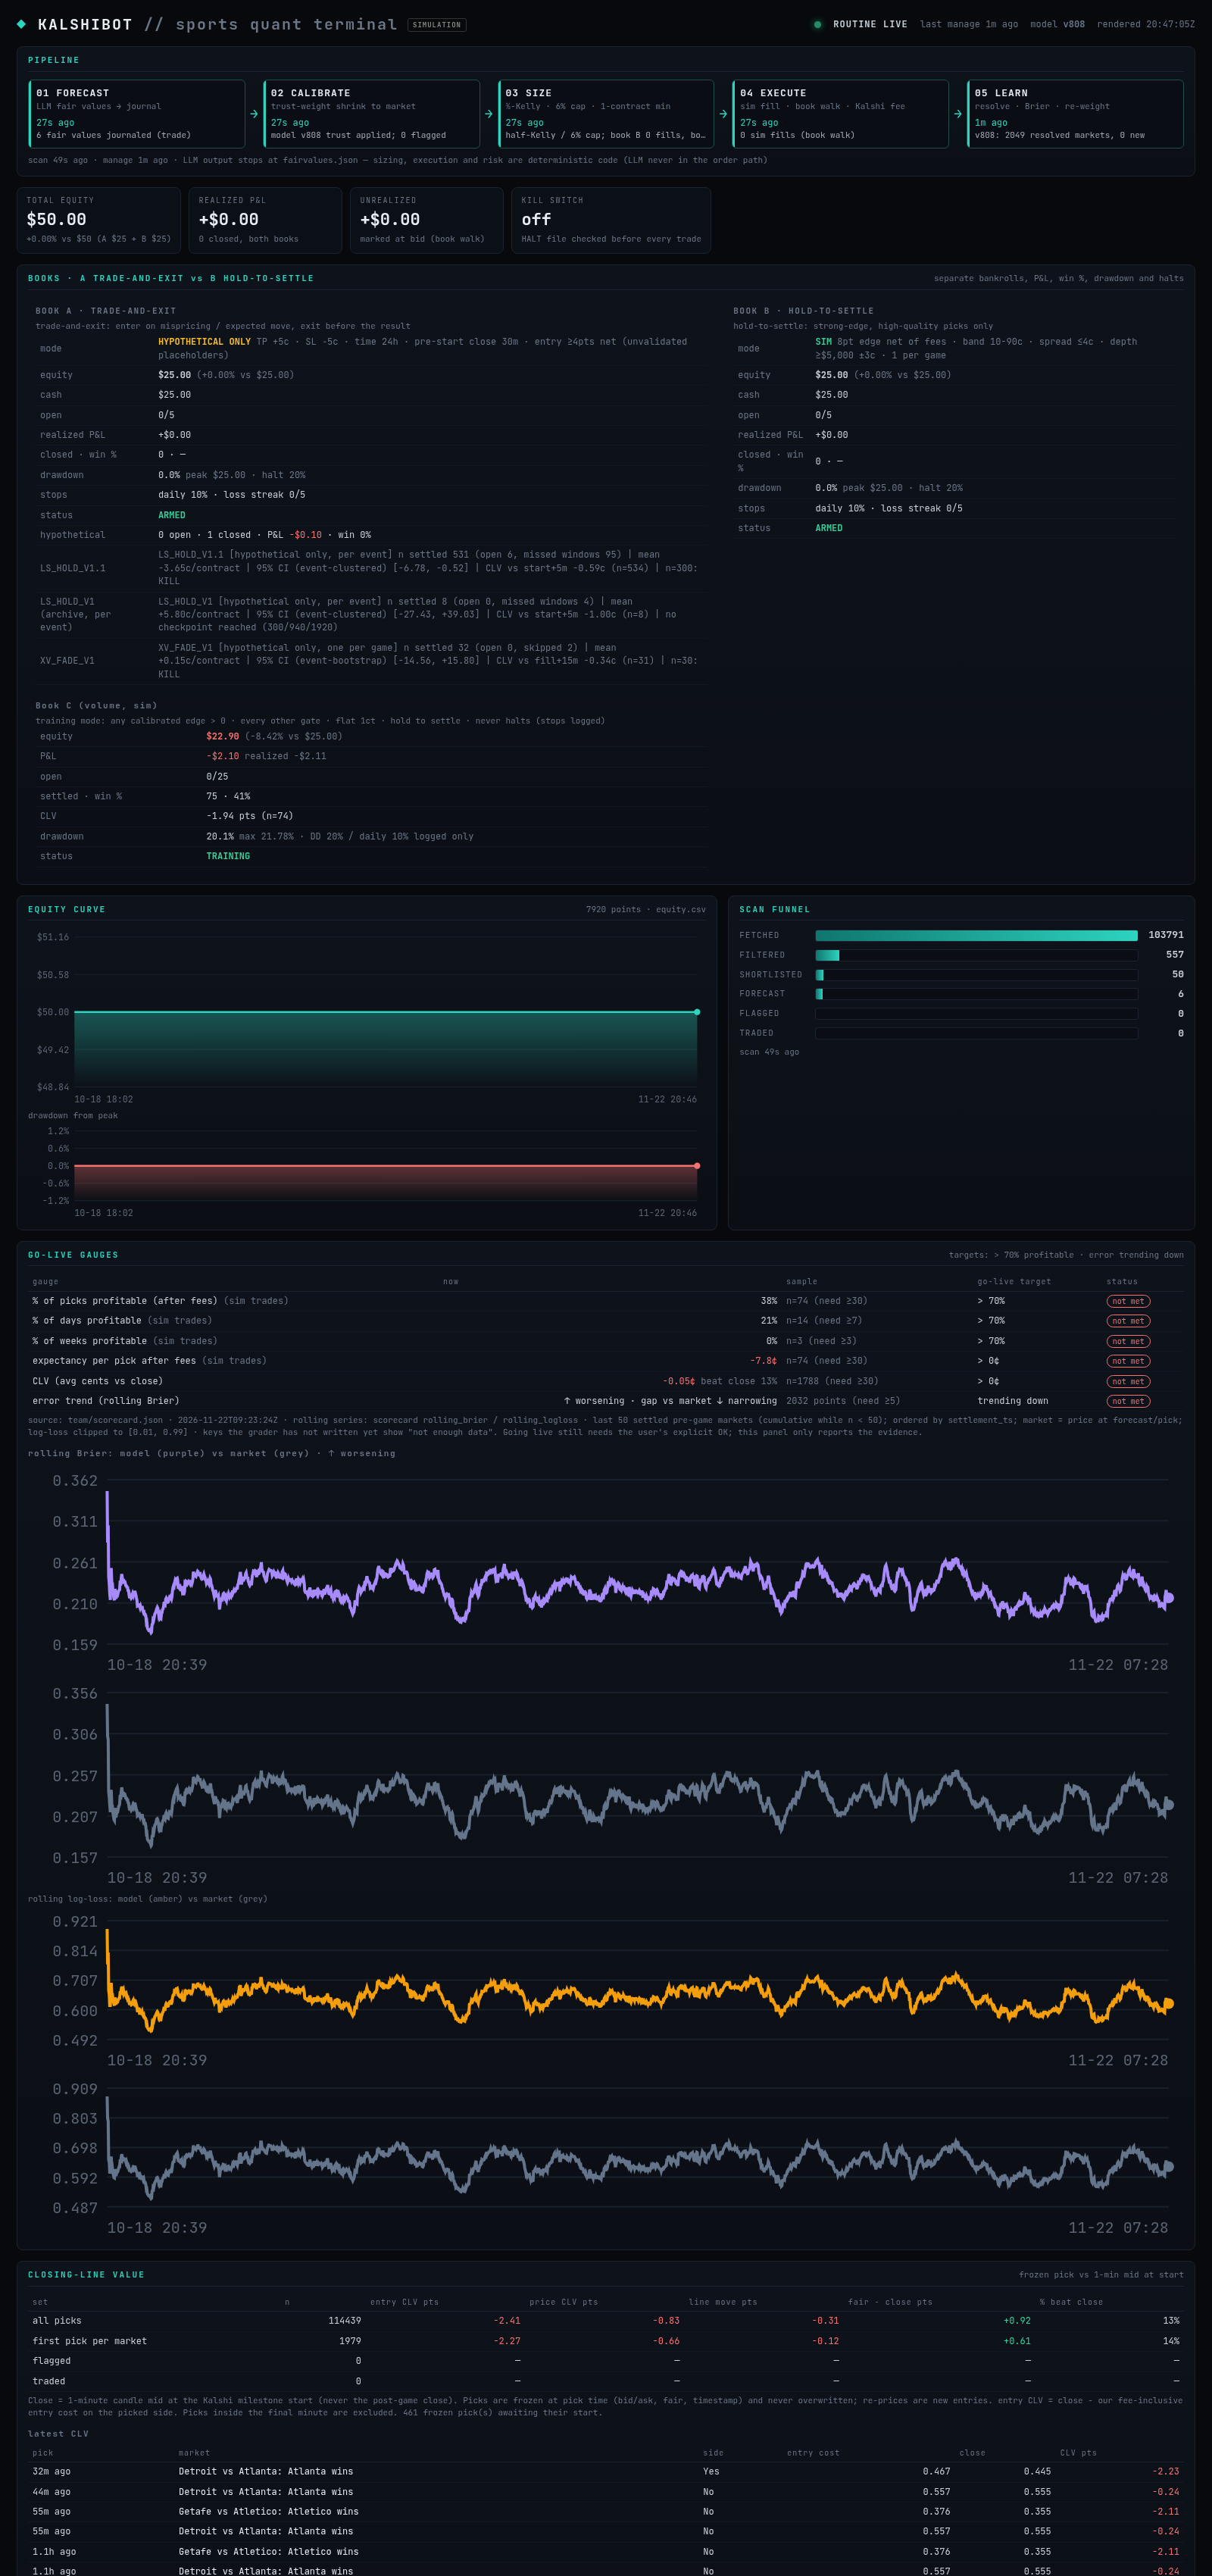 ◆ KALSHIBOT // sports quant terminal SIMULATION
ROUTINE LIVE last manage 1m ago model v808 rendered 20:47:05Z
PIPELINE
01 FORECAST
LLM fair values → journal
27s ago
6 fair values journaled (trade)
→
02 CALIBRATE
trust-weight shrink to market
27s ago
model v808 trust applied; 0 flagged
→
03 SIZE
½-Kelly · 6% cap · 1-contract min
27s ago
half-Kelly / 6% cap; book B 0 fills, bo…
→
04 EXECUTE
sim fill · book walk · Kalshi fee
27s ago
0 sim fills (book walk)
→
05 LEARN
resolve · Brier · re-weight
1m ago
v808: 2049 resolved markets, 0 new
scan 49s ago · manage 1m ago · LLM output stops at fairvalues.json — sizing, execution and risk are deterministic code (LLM never in the order path)
TOTAL EQUITY
$50.00
+0.00% vs $50 (A $25 + B $25)
REALIZED P&L
+$0.00
0 closed, both books
UNREALIZED
+$0.00
marked at bid (book walk)
KILL SWITCH
off
HALT file checked before every trade
BOOKS · A TRADE-AND-EXIT vs B HOLD-TO-SETTLE
separate bankrolls, P&L, win %, drawdown and halts
BOOK A · TRADE-AND-EXIT
trade-and-exit: enter on mispricing / expected move, exit before the result
mode HYPOTHETICAL ONLY TP +5c · SL -5c · time 24h · pre-start close 30m · entry ≥4pts net (unvalidated
placeholders)
equity $25.00 (+0.00% vs $25.00)
cash $25.00
open 0/5
realized P&L +$0.00
closed · win % 0 · —
drawdown 0.0% peak $25.00 · halt 20%
stops daily 10% · loss streak 0/5
status ARMED
hypothetical 0 open · 1 closed · P&L -$0.10 · win 0%
LS_HOLD_V1.1 LS_HOLD_V1.1 [hypothetical only, per event] n settled 531 (open 6, missed windows 95) | mean
-3.65c/contract | 95% CI (event-clustered) [-6.78, -0.52] | CLV vs start+5m -0.59c (n=534) | n=300:
KILL
LS_HOLD_V1 (archive, per event) LS_HOLD_V1 [hypothetical only, per event] n settled 8 (open 0, missed windows 4) | mean
+5.80c/contract | 95% CI (event-clustered) [-27.43, +39.03] | CLV vs start+5m -1.00c (n=8) | no
checkpoint reached (300/940/1920)
XV_FADE_V1 XV_FADE_V1 [hypothetical only, one per game] n settled 32 (open 0, skipped 2) | mean
+0.15c/contract | 95% CI (event-bootstrap) [-14.56, +15.80] | CLV vs fill+15m -0.34c (n=31) | n=30:
KILL
BOOK B · HOLD-TO-SETTLE
hold-to-settle: strong-edge, high-quality picks only
mode SIM 8pt edge net of fees · band 10-90c · spread ≤4c · depth
≥$5,000 ±3c · 1 per game
equity $25.00 (+0.00% vs $25.00)
cash $25.00
open 0/5
realized P&L +$0.00
closed · win % 0 · —
drawdown 0.0% peak $25.00 · halt 20%
stops daily 10% · loss streak 0/5
status ARMED
Book C (volume, sim)
training mode: any calibrated edge > 0 · every other gate · flat 1ct · hold to settle · never halts (stops logged)
equity $22.90 (-8.42% vs $25.00)
P&L -$2.10 realized -$2.11
open 0/25
settled · win % 75 · 41%
CLV -1.94 pts (n=74)
drawdown 20.1% max 21.78% · DD 20% / daily 10% logged only
status TRAINING
EQUITY CURVE
7920 points · equity.csv
$51.16
$50.58
$50.00
$49.42
$48.84
10-18 18:02 11-22 20:46
drawdown from peak
1.2%
0.6%
0.0%
-0.6%
-1.2%
10-18 18:02 11-22 20:46
SCAN FUNNEL
FETCHED 103791
FILTERED 557
SHORTLISTED 50
FORECAST 6
FLAGGED 0
TRADED 0
scan 49s ago
GO-LIVE GAUGES
targets: > 70% profitable · error trending down
gauge now sample go-live target status
% of picks profitable (after fees) (sim trades) 38% n=74 (need ≥30) > 70% not met
% of days profitable (sim trades) 21% n=14 (need ≥7) > 70% not met
% of weeks profitable (sim trades) 0% n=3 (need ≥3) > 70% not met
expectancy per pick after fees (sim trades) -7.8¢ n=74 (need ≥30) > 0¢ not met
CLV (avg cents vs close) -0.05¢ beat close 13% n=1788 (need ≥30) > 0¢ not met
error trend (rolling Brier) ↑ worsening · gap vs market ↓ narrowing 2032 points (need ≥5) trending down not met
source: team/scorecard.json · 2026-11-22T09:23:24Z · rolling series: scorecard rolling_brier / rolling_logloss · last 50 settled pre-game markets (cumulative while n < 50); ordered by settlement_ts; market = price at forecast/pick;
log-loss clipped to [0.01, 0.99] · keys the grader has not written yet show "not enough data". Going live still needs the user's explicit OK; this panel only reports the evidence.
rolling Brier: model (purple) vs market (grey) · ↑ worsening
0.362
0.311
0.261
0.210
0.159
10-18 20:39 11-22 07:28
0.356
0.306
0.257
0.207
0.157
10-18 20:39 11-22 07:28
rolling log-loss: model (amber) vs market (grey)
0.921
0.814
0.707
0.600
0.492
10-18 20:39 11-22 07:28
0.909
0.803
0.698
0.592
0.487
10-18 20:39 11-22 07:28
CLOSING-LINE VALUE
frozen pick vs 1-min mid at start
set n entry CLV pts price CLV pts line move pts fair - close pts % beat close
all picks 114439 -2.41 -0.83 -0.31 +0.92 13%
first pick per market 1979 -2.27 -0.66 -0.12 +0.61 14%
flagged 0 — — — — —
traded 0 — — — — —
Close = 1-minute candle mid at the Kalshi milestone start (never the post-game close). Picks are frozen at pick time (bid/ask, fair, timestamp) and never overwritten; re-prices are new entries. entry CLV = close - our fee-inclusive
entry cost on the picked side. Picks inside the final minute are excluded. 461 frozen pick(s) awaiting their start.
latest CLV
pick market side entry cost close CLV pts
32m ago Detroit vs Atlanta: Atlanta wins Yes 0.467 0.445 -2.23
44m ago Detroit vs Atlanta: Atlanta wins No 0.557 0.555 -0.24
55m ago Getafe vs Atletico: Atletico wins No 0.376 0.355 -2.11
55m ago Detroit vs Atlanta: Atlanta wins No 0.557 0.555 -0.24
1.1h ago Getafe vs Atletico: Atletico wins No 0.376 0.355 -2.11
1.1h ago Detroit vs Atlanta: Atlanta wins No 0.557 0.555 -0.24